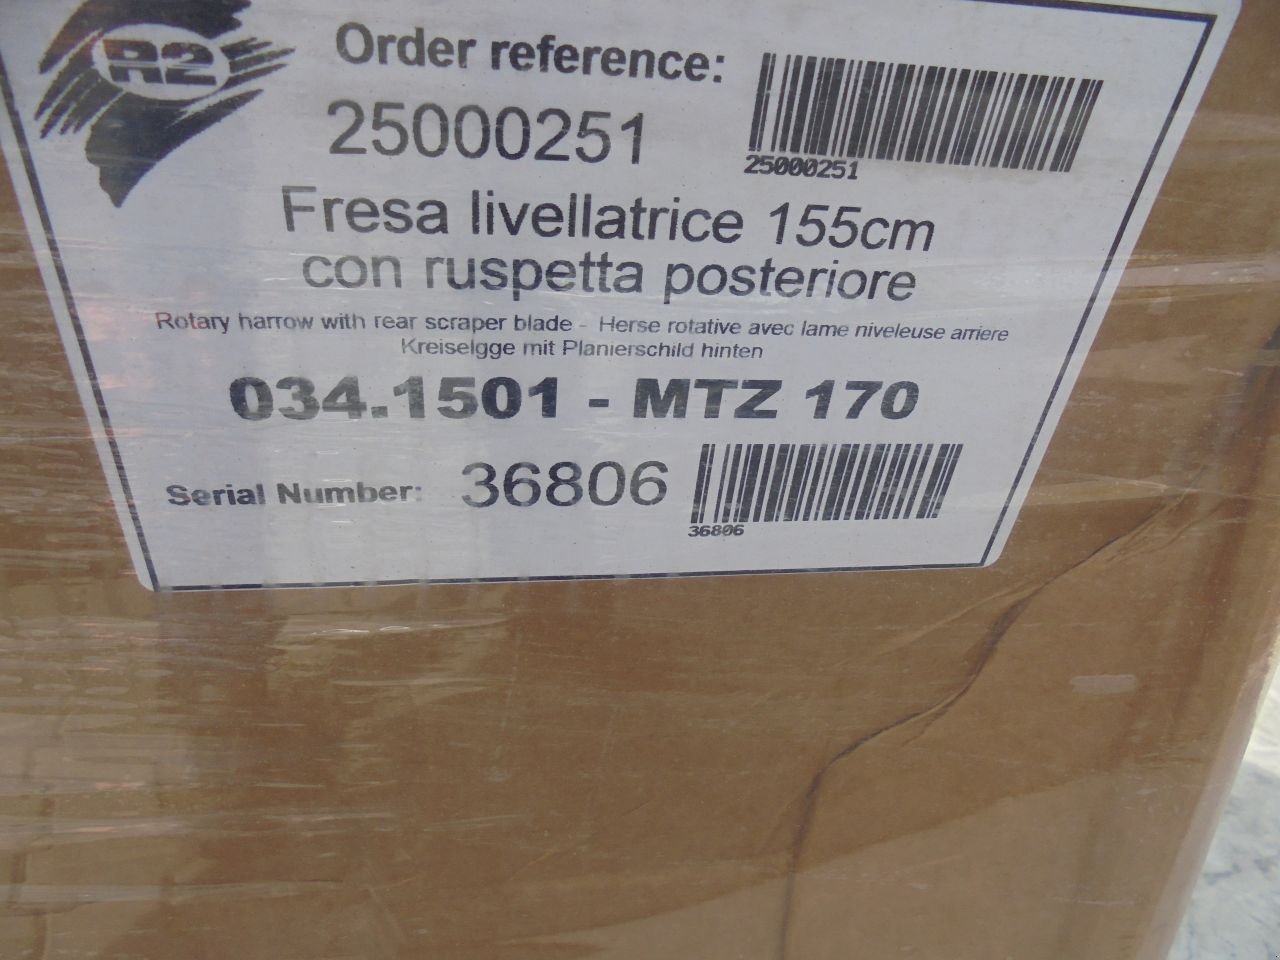 R2
Order reference:
25000251
25000251
Fresa livellatrice 155cm
con ruspetta posteriore
Rotary harrow with rear scraper blade - Herse rotative avec lame niveleuse arriere
Kreiselgge mit Planierschild hinten
034.1501 - MTZ 170
Serial Number: 36806
36806